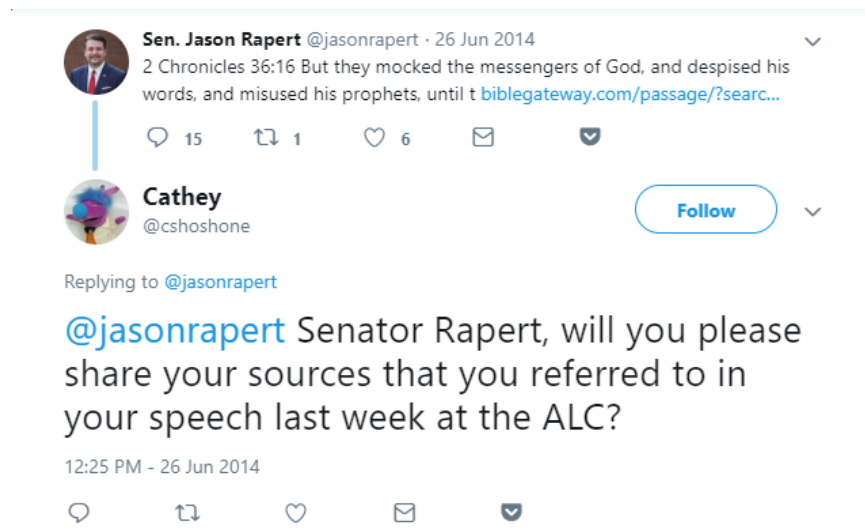 Sen. Jason Rapert @jasonrapert · 26 Jun 2014
2 Chronicles 36:16 But they mocked the messengers of God, and despised his
words, and misused his prophets, until t biblegateway.com/passage/?searc...
15 1 6
Cathey
@cshoshone
Follow
Replying to @jasonrapert
@jasonrapert Senator Rapert, will you please
share your sources that you referred to in
your speech last week at the ALC?
12:25 PM - 26 Jun 2014